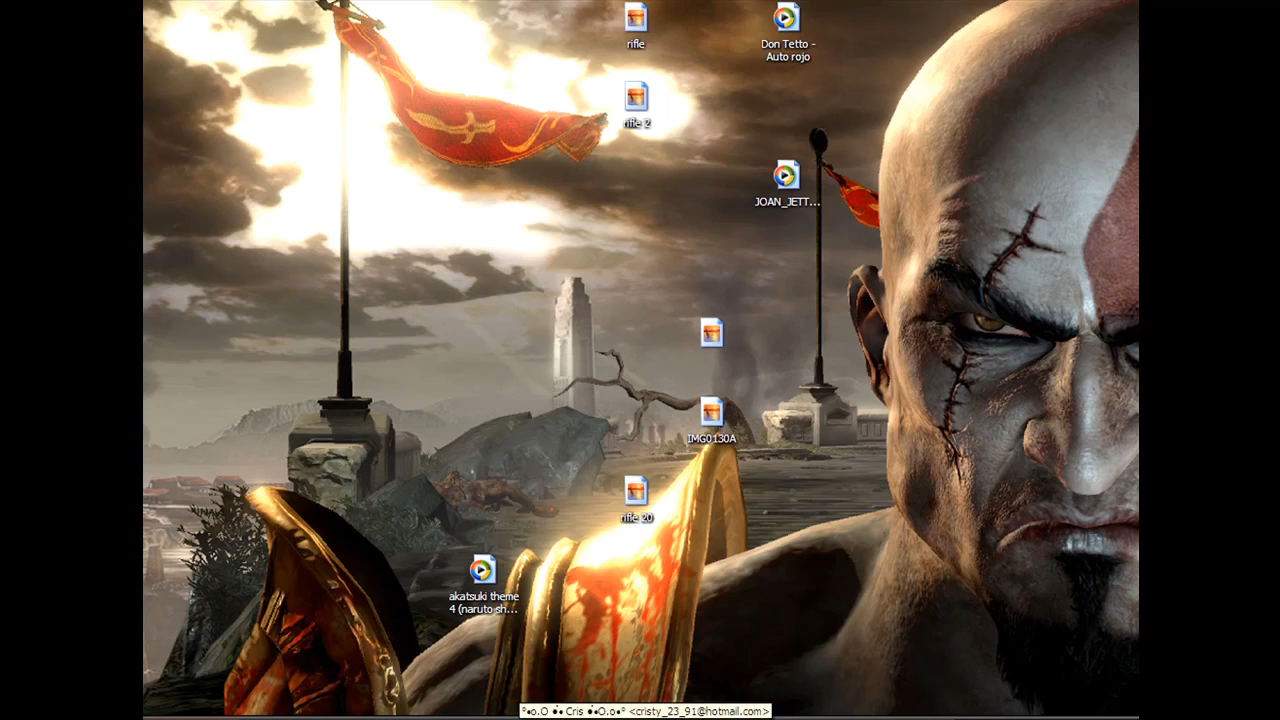 rifle
Don Tetto -
Auto rojo
rifle 2
JOAN_JETT...
IMG0130A
rifle 20
akatsuki theme
4 (naruto sh...
°•o.O •• Cris ••O.o•° <cristy_23_91@hotmail.com>